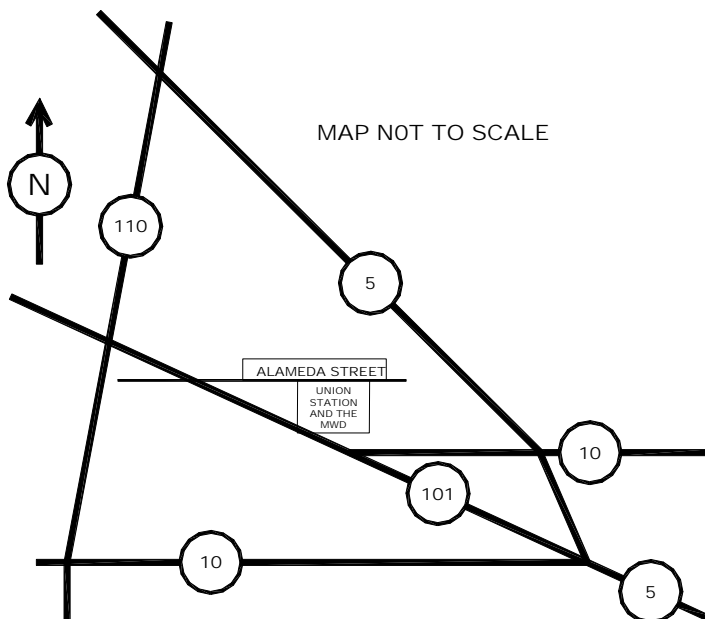 MAP N0T TO SCALE
N
110
5
ALAMEDA STREET
UNION
STATION
AND THE
MWD
10
101
10
5